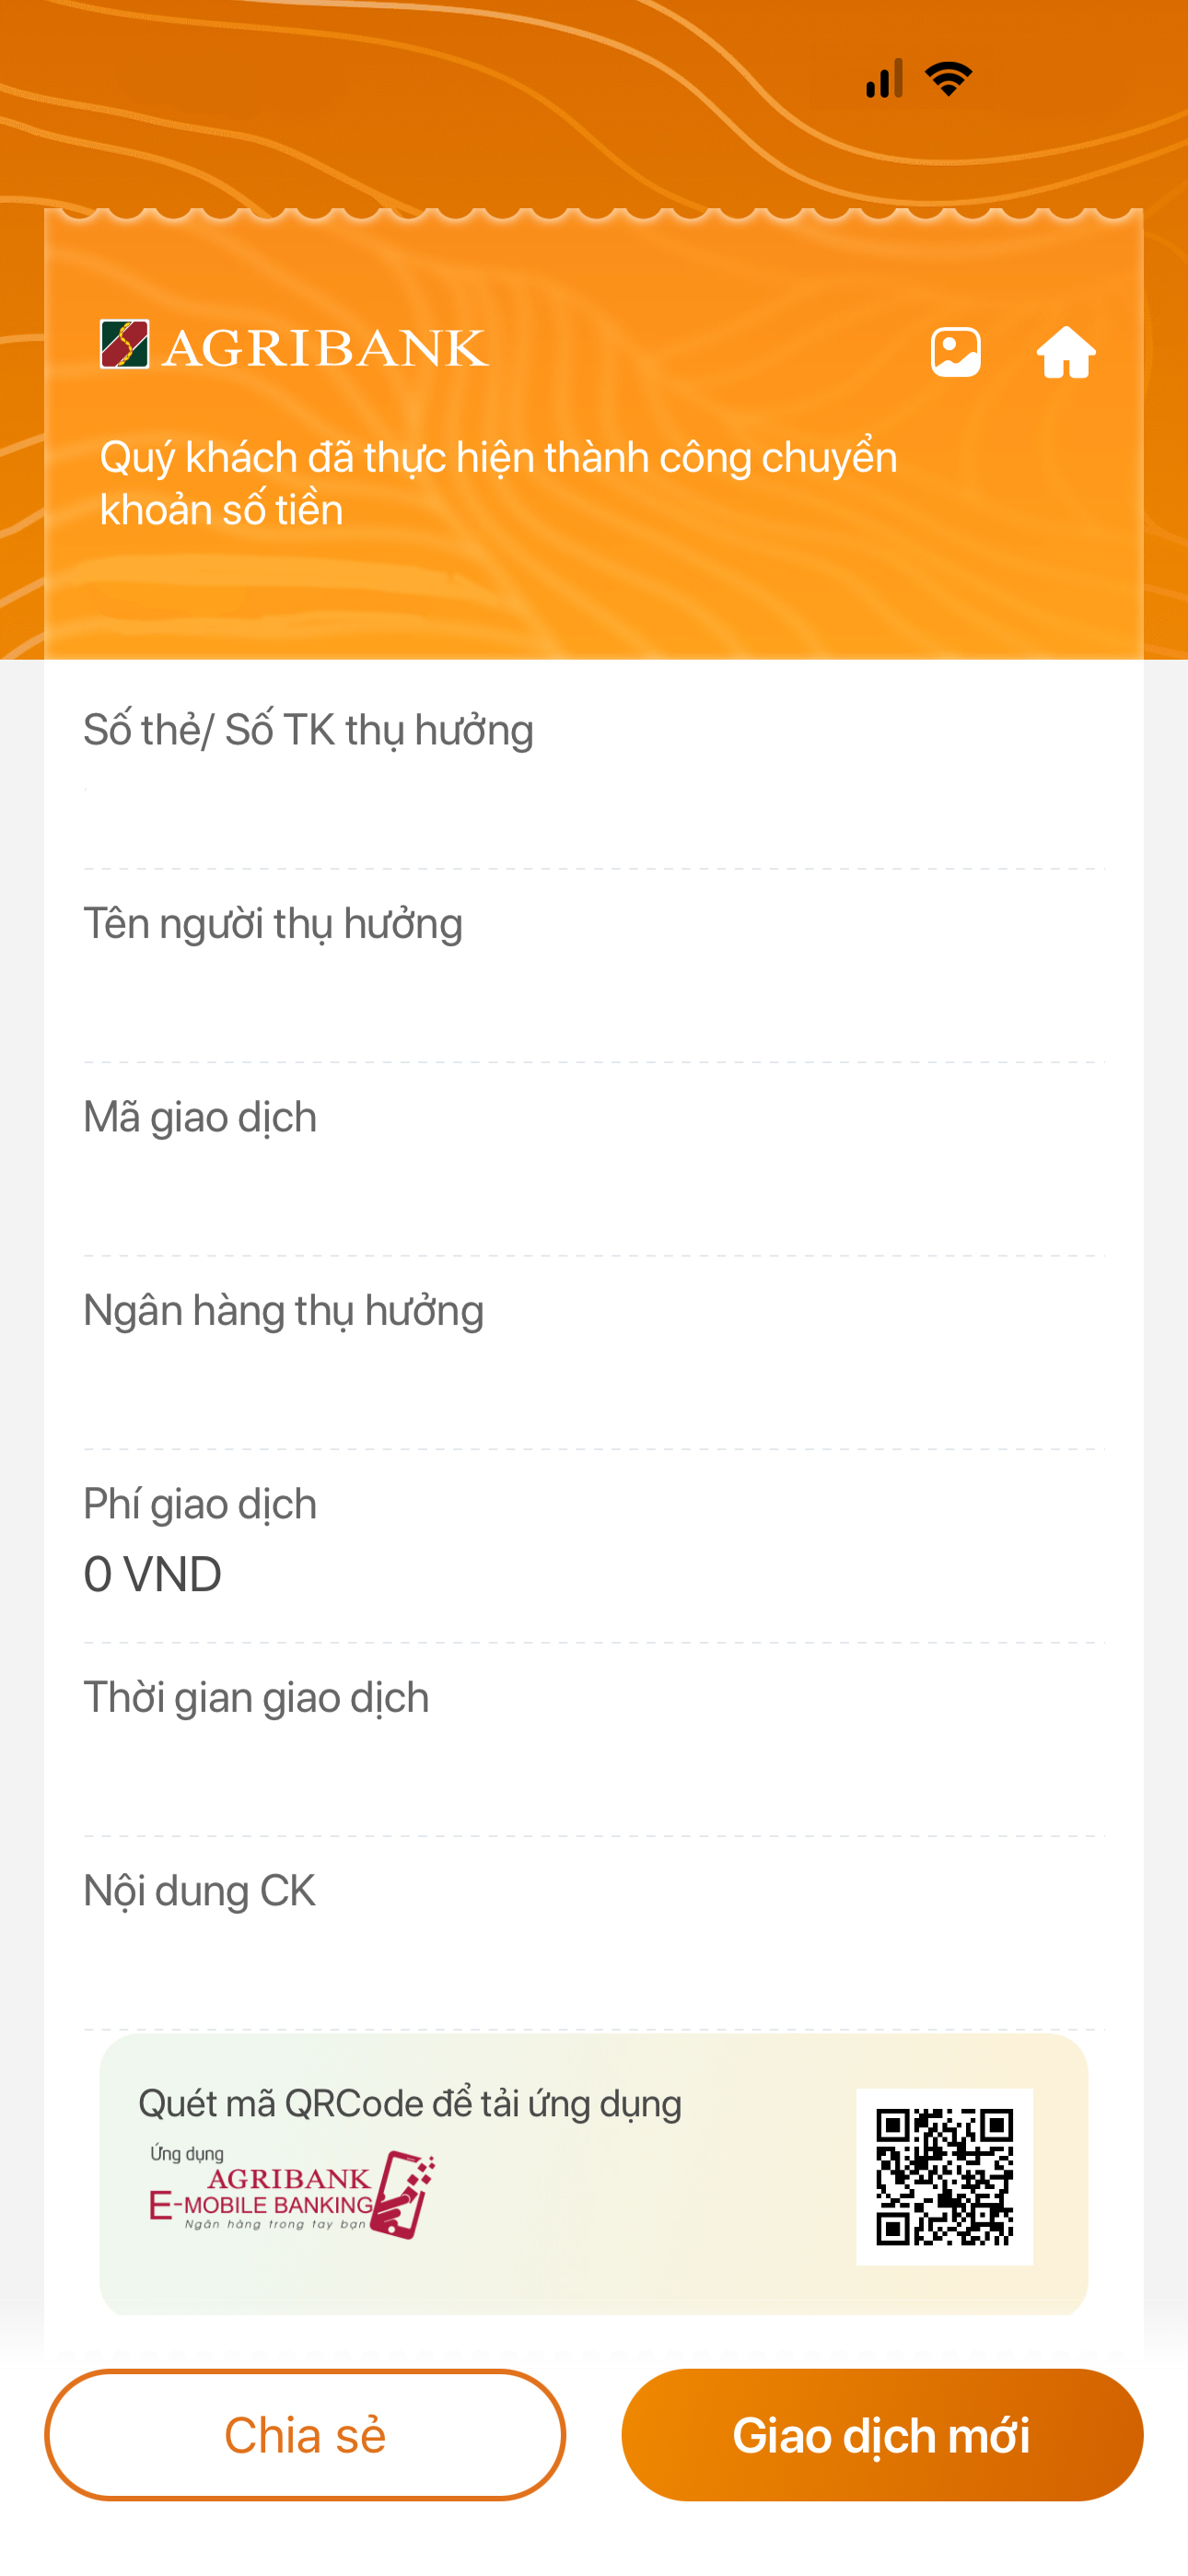 AGRIBANK
Quý khách đã thực hiện thành công chuyển
khoản số tiền
Số thẻ/ Số TK thụ hưởng
Tên người thụ hưởng
Mã giao dịch
Ngân hàng thụ hưởng
Phí giao dịch
0 VND
Thời gian giao dịch
Nội dung CK
Quét mã QRCode để tải ứng dụng
Ứng dụng
AGRIBANK
E-MOBILE BANKING
Ngân hàng trong tay bạn
Chia sẻ
Giao dịch mới